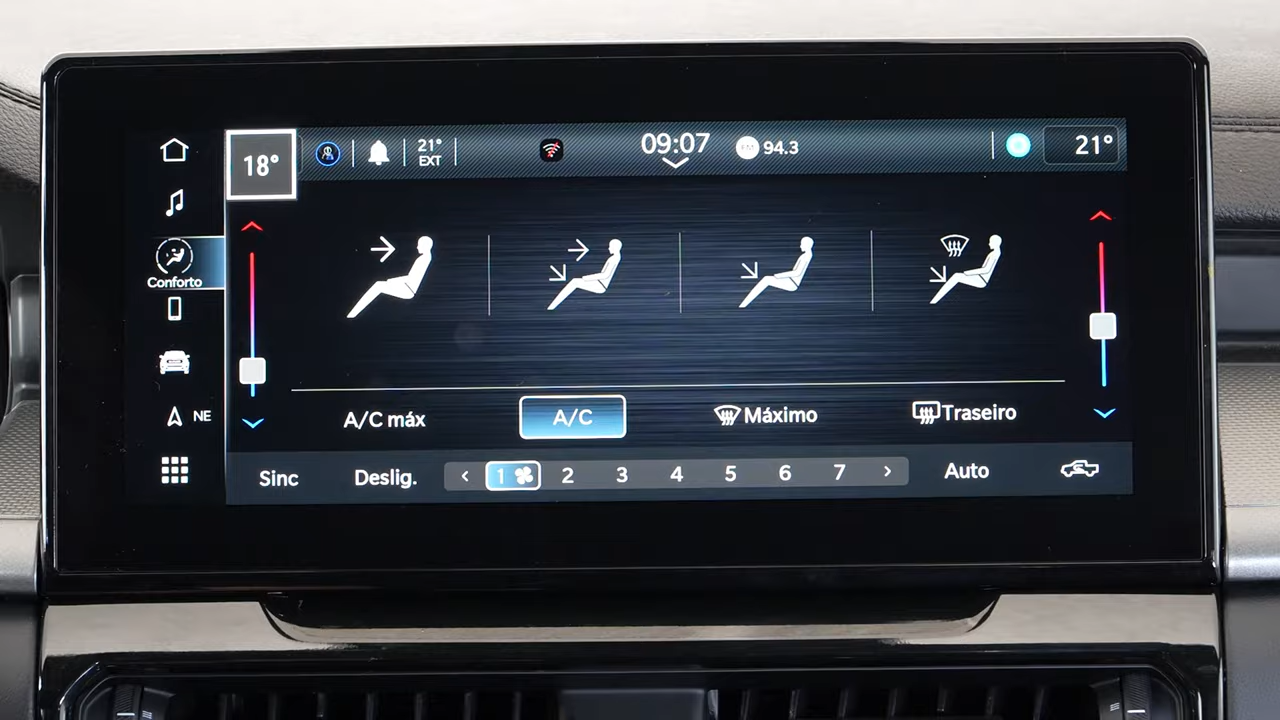 18°
21°
EXT
09:07
94.3
21°
Conforto
NE
A/C máx
A/C
Máximo
Traseiro
Sinc
Deslig.
< 1 2 3 4 5 6 7 >
Auto